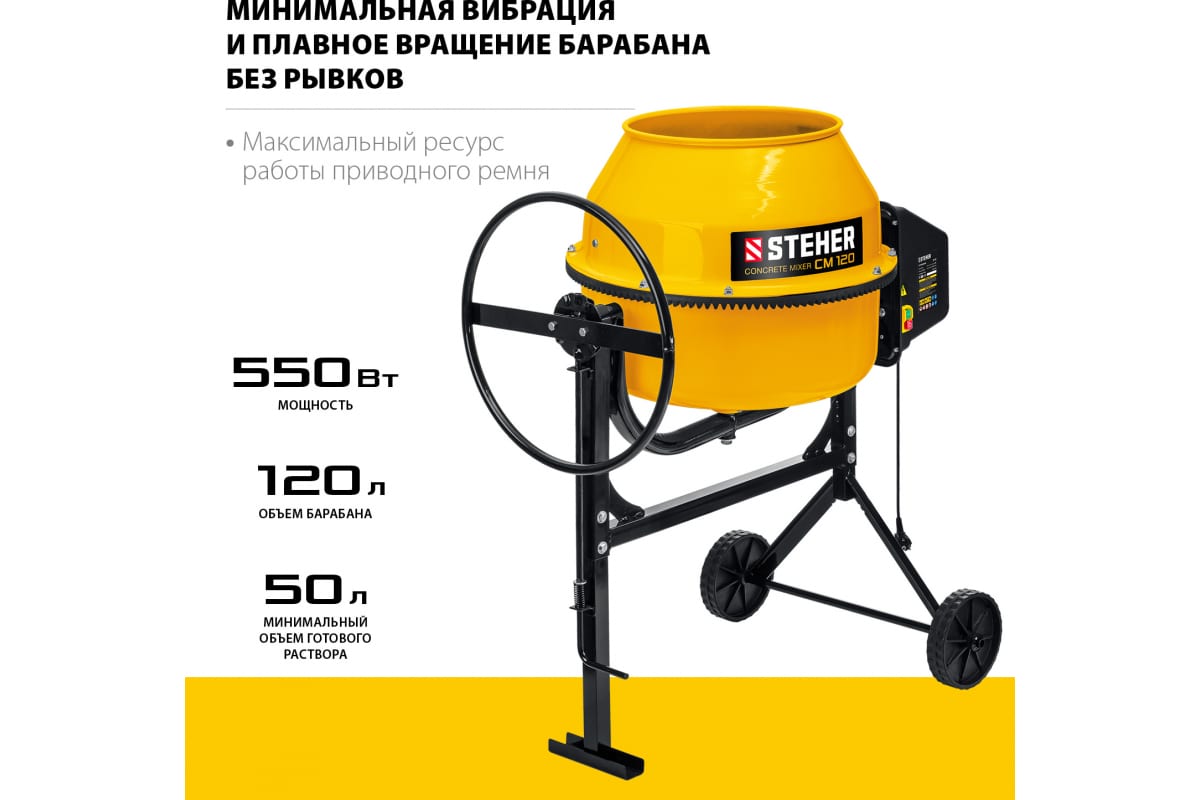 МИНИМАЛЬНАЯ ВИБРАЦИЯ
И ПЛАВНОЕ ВРАЩЕНИЕ БАРАБАНА
БЕЗ РЫВКОВ
• Максимальный ресурс
работы приводного ремня
STEHER
CONCRETE MIXER CM 120
STEHER
550 Вт
МОЩНОСТЬ
120 л
ОБЪЕМ БАРАБАНА
50 л
МИНИМАЛЬНЫЙ
ОБЪЕМ ГОТОВОГО
РАСТВОРА